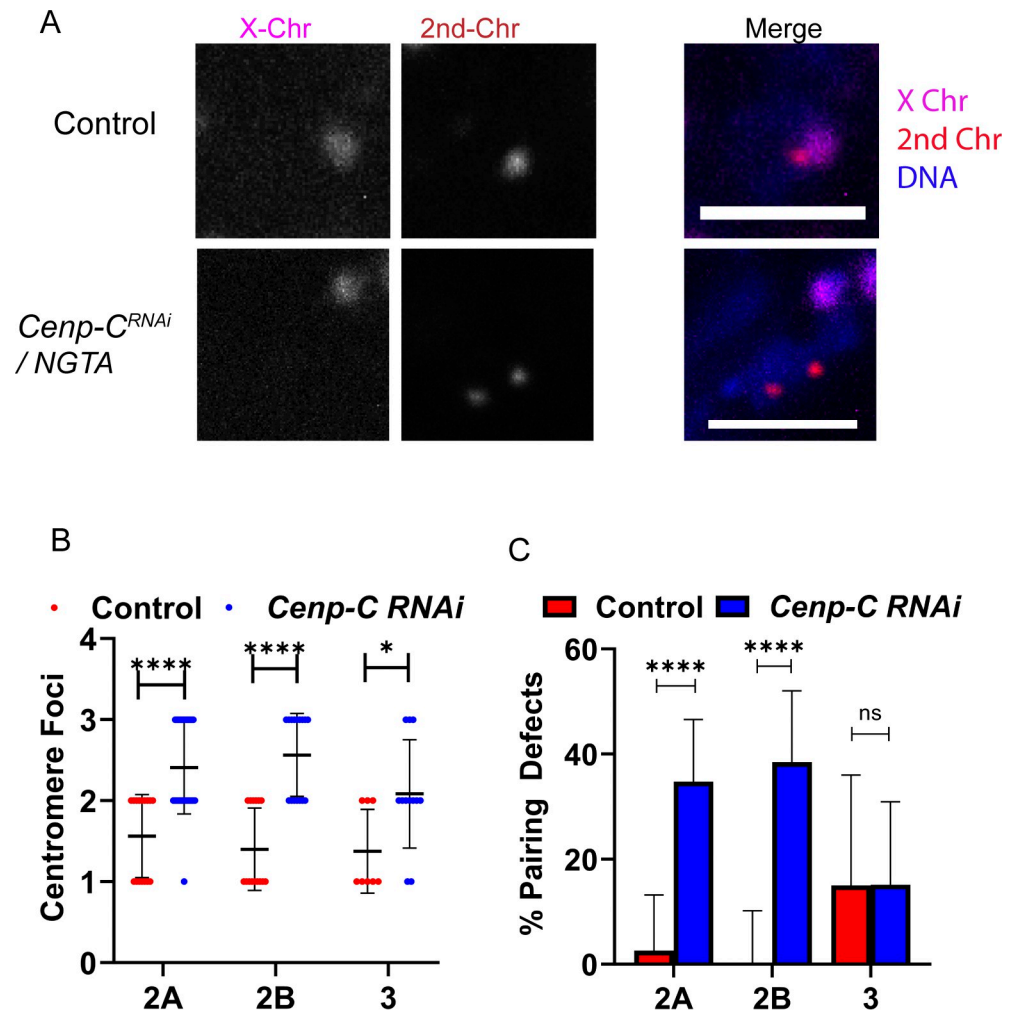 A
X-Chr 2nd-Chr Merge
Control
X Chr
2nd Chr
DNA
Cenp-C^RNAi
/ NGTA
B
Control Cenp-C RNAi
Centromere Foci
4
3
2
1
0
**** **** *
2A 2B 3
C
Control Cenp-C RNAi
% Pairing Defects
60
40
20
0
**** **** ns
2A 2B 3